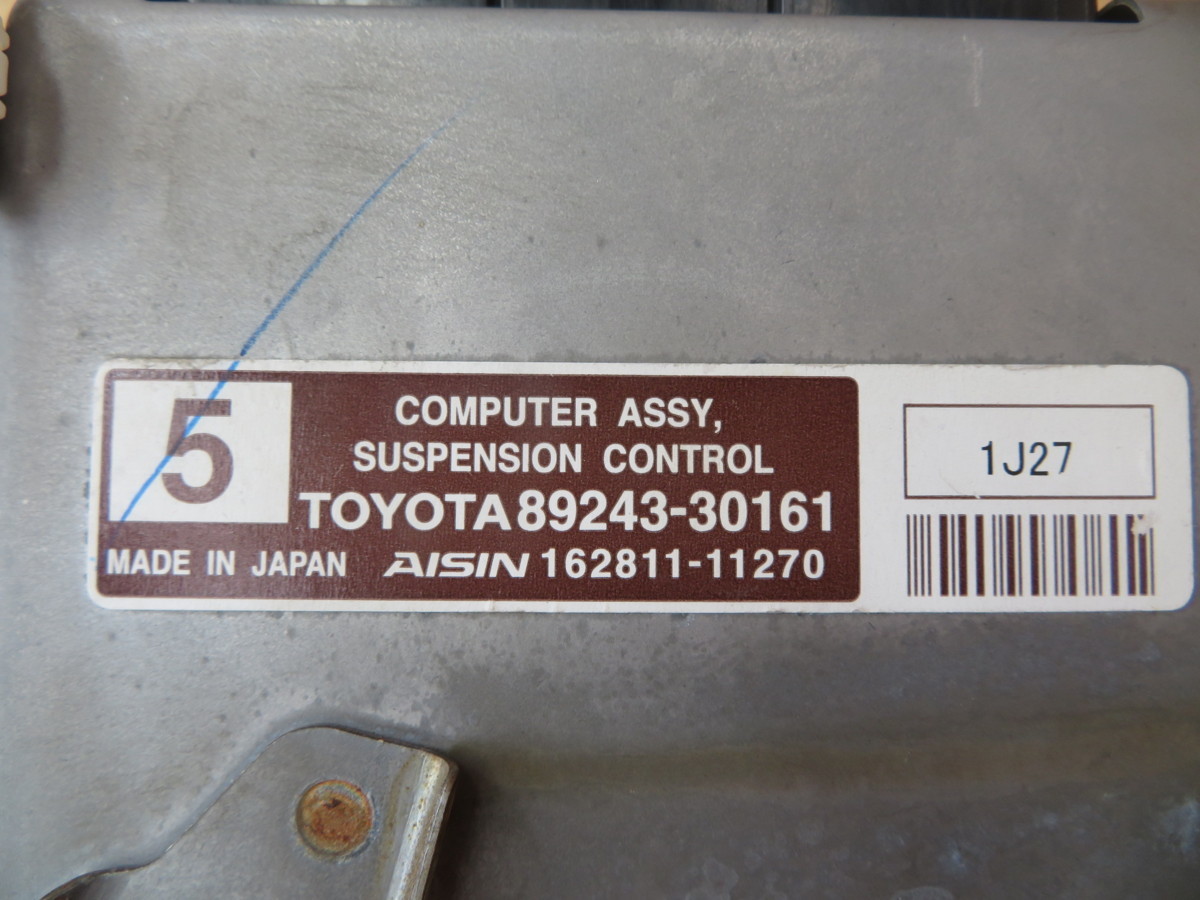 5
COMPUTER ASSY,
SUSPENSION CONTROL
TOYOTA 89243-30161
MADE IN JAPAN AISIN 162811-11270
1J27